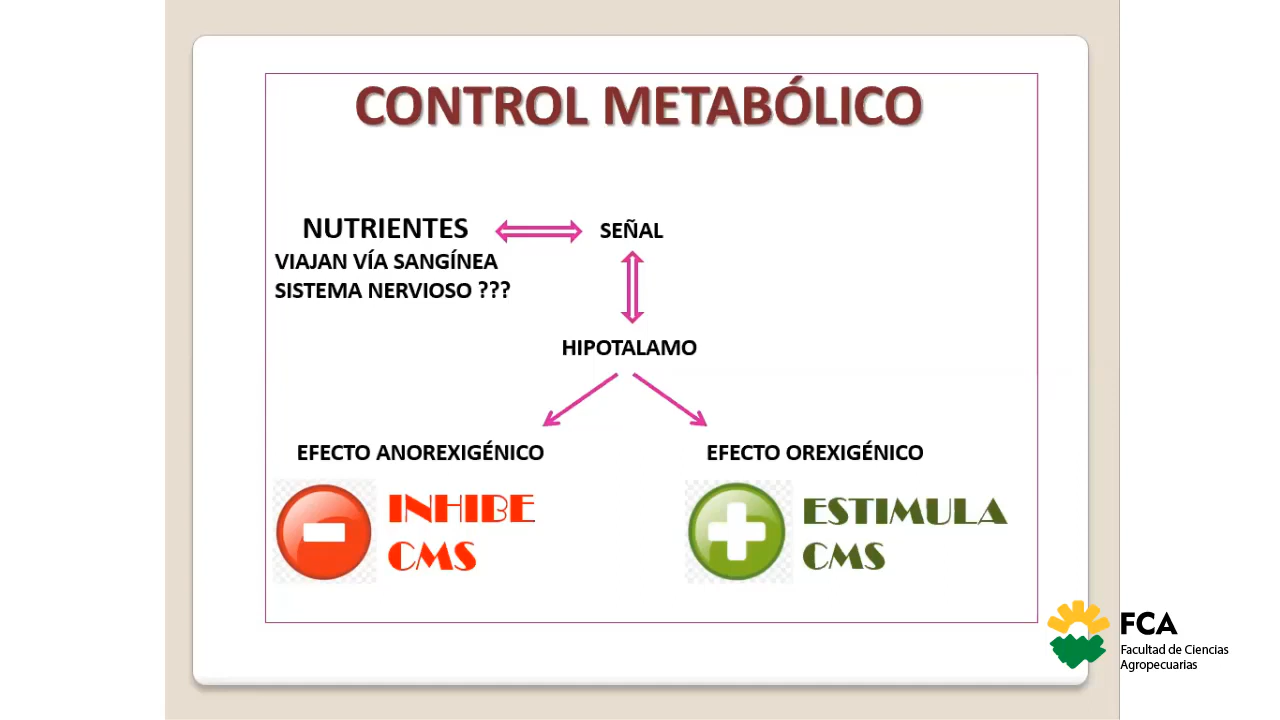 CONTROL METABÓLICO
NUTRIENTES
SEÑAL
VIAJAN VÍA SANGÍNEA
SISTEMA NERVIOSO ???
HIPOTALAMO
EFECTO ANOREXIGÉNICO
EFECTO OREXIGÉNICO
INHIBE
CMS
ESTIMULA
CMS
FCA
Facultad de Ciencias
Agropecuarias